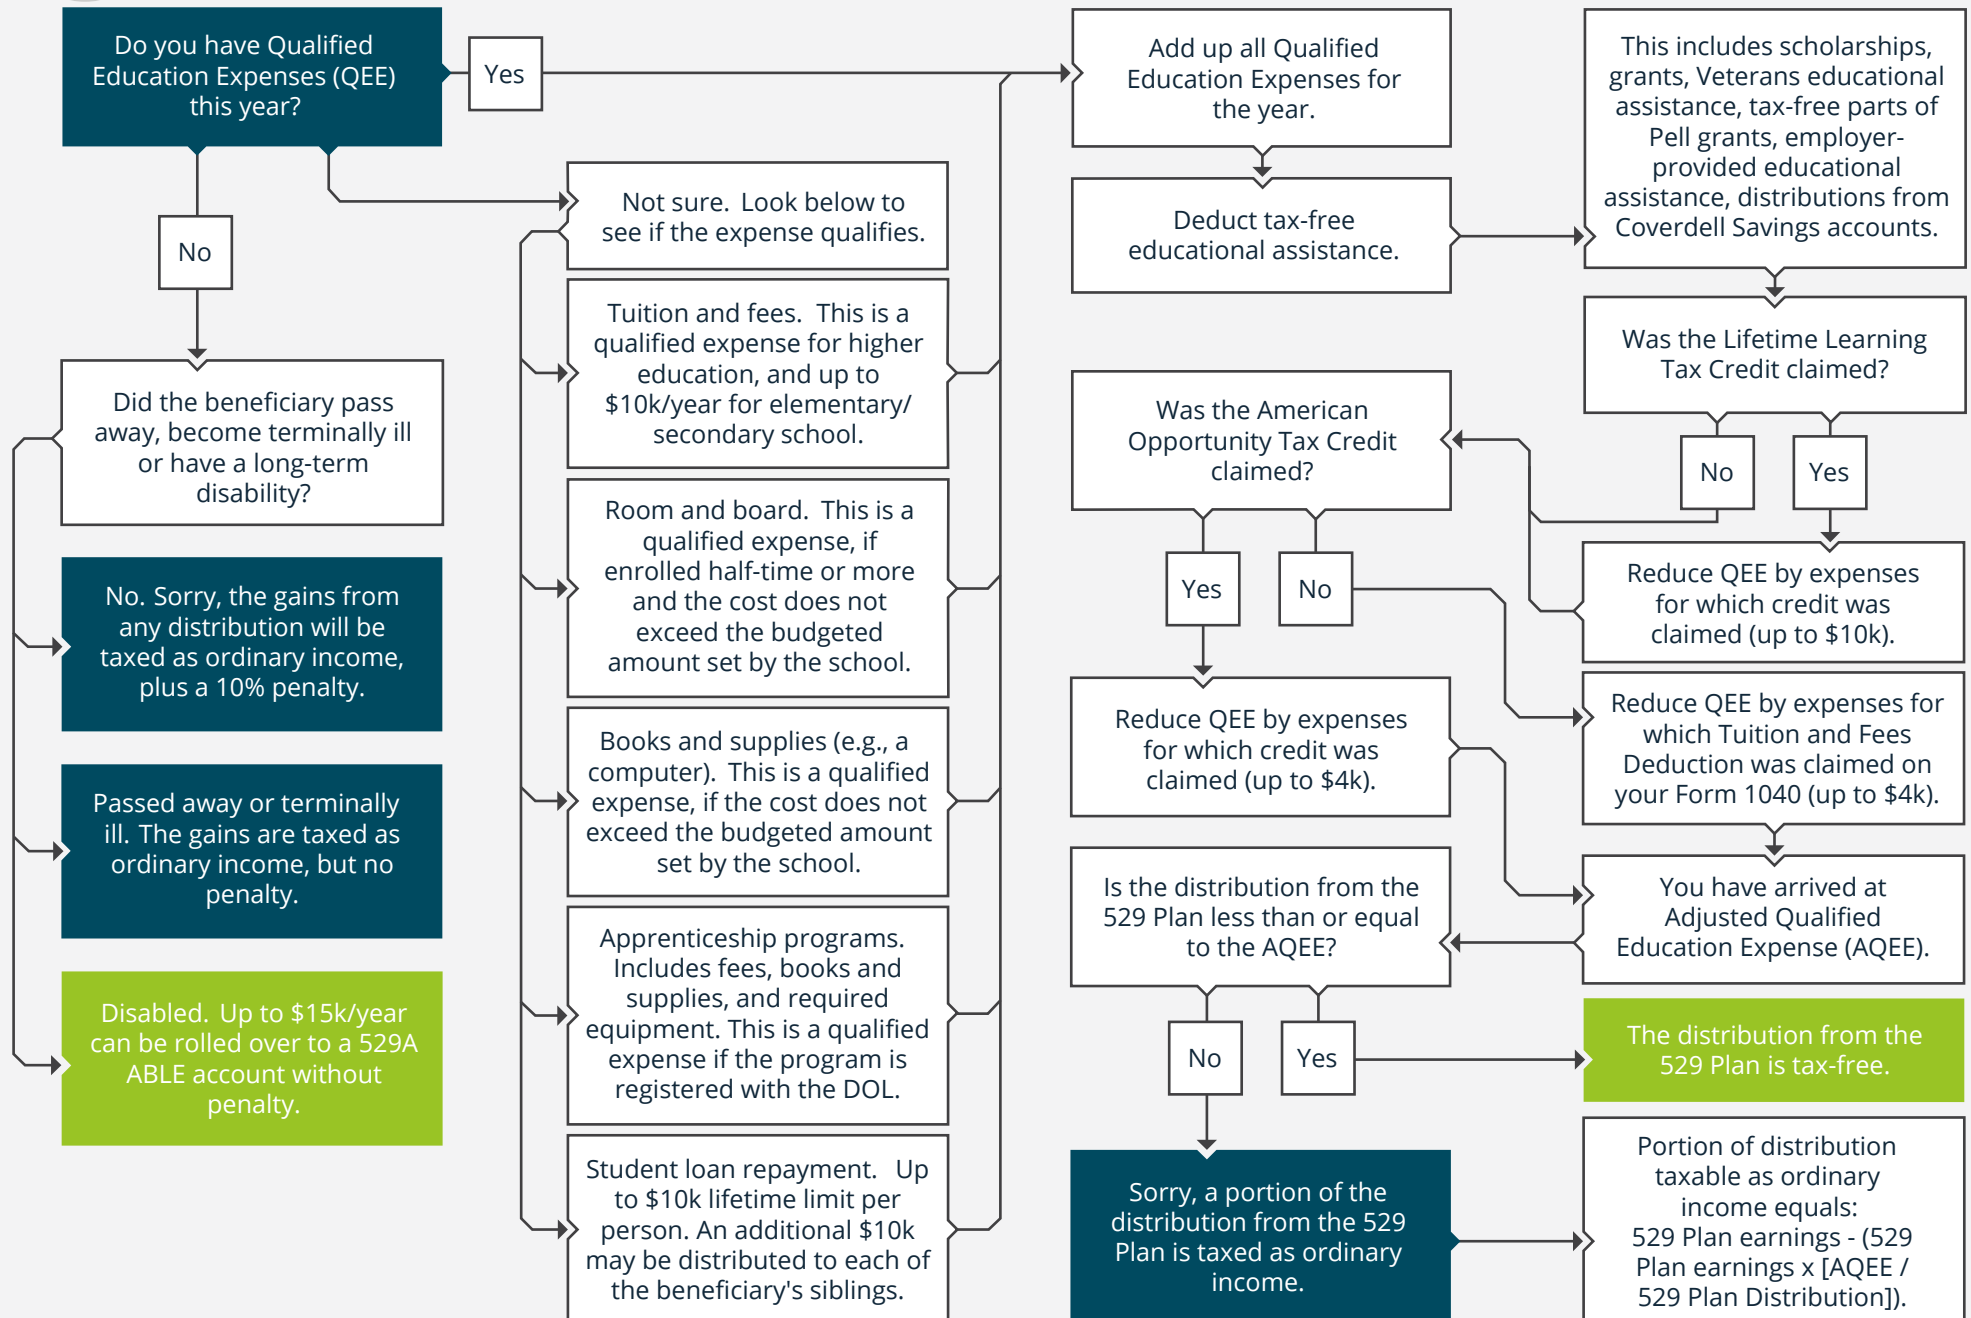 Do you have Qualified
Education Expenses (QEE)
this year?
Yes
No
Did the beneficiary pass
away, become terminally ill
or have a long-term
disability?
No. Sorry, the gains from
any distribution will be
taxed as ordinary income,
plus a 10% penalty.
Passed away or terminally
ill. The gains are taxed as
ordinary income, but no
penalty.
Disabled. Up to $15k/year
can be rolled over to a 529A
ABLE account without
penalty.
Not sure. Look below to
see if the expense qualifies.
Tuition and fees. This is a
qualified expense for higher
education, and up to
$10k/year for elementary/
secondary school.
Room and board. This is a
qualified expense, if
enrolled half-time or more
and the cost does not
exceed the budgeted
amount set by the school.
Books and supplies (e.g., a
computer). This is a qualified
expense, if the cost does not
exceed the budgeted amount
set by the school.
Apprenticeship programs.
Includes fees, books and
supplies, and required
equipment. This is a qualified
expense if the program is
registered with the DOL.
Student loan repayment. Up
to $10k lifetime limit per
person. An additional $10k
may be distributed to each of
the beneficiary's siblings.
Add up all Qualified
Education Expenses for
the year.
Deduct tax-free
educational assistance.
This includes scholarships,
grants, Veterans educational
assistance, tax-free parts of
Pell grants, employer-
provided educational
assistance, distributions from
Coverdell Savings accounts.
Was the Lifetime Learning
Tax Credit claimed?
No
Yes
Reduce QEE by expenses
for which credit was
claimed (up to $10k).
Was the American
Opportunity Tax Credit
claimed?
Yes
No
Reduce QEE by expenses
for which credit was
claimed (up to $4k).
Reduce QEE by expenses for
which Tuition and Fees
Deduction was claimed on
your Form 1040 (up to $4k).
You have arrived at
Adjusted Qualified
Education Expense (AQEE).
Is the distribution from the
529 Plan less than or equal
to the AQEE?
No
Yes
The distribution from the
529 Plan is tax-free.
Sorry, a portion of the
distribution from the 529
Plan is taxed as ordinary
income.
Portion of distribution
taxable as ordinary
income equals:
529 Plan earnings - (529
Plan earnings x [AQEE /
529 Plan Distribution]).